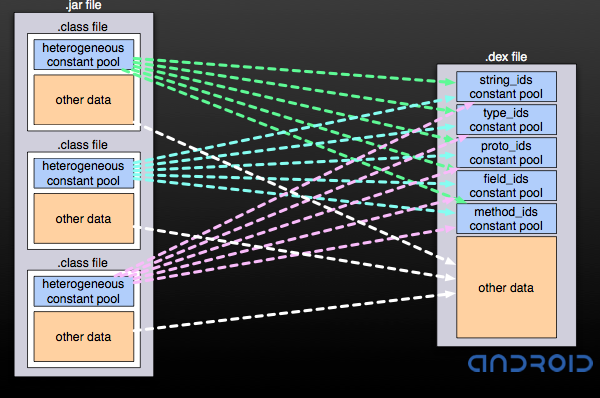 .jar file
.class file
heterogeneous
constant pool
other data
.class file
heterogeneous
constant pool
other data
.class file
heterogeneous
constant pool
other data
.dex file
string_ids
constant pool
type_ids
constant pool
proto_ids
constant pool
field_ids
constant pool
method_ids
constant pool
other data
ANDROID